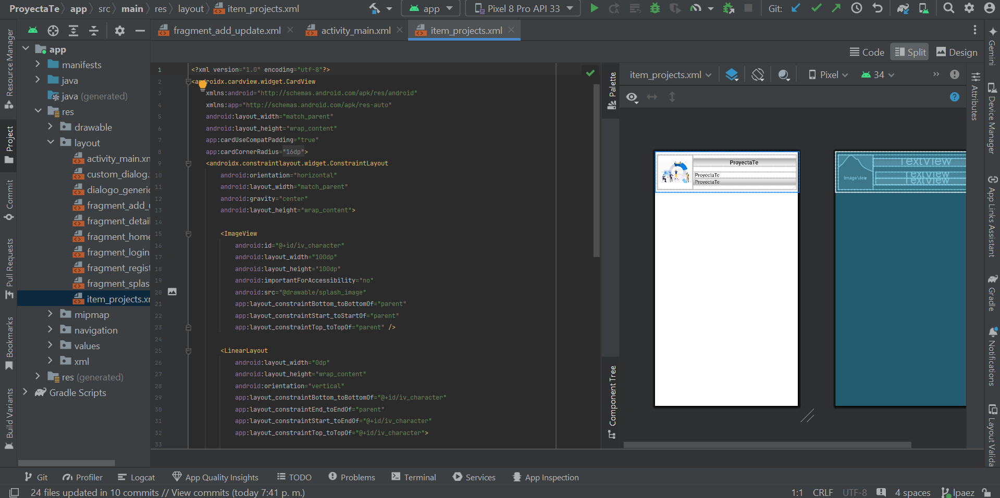 ProyectaTe app src main res layout item_projects.xml app Pixel 8 Pro API 33 Git:
fragment_add_update.xml activity_main.xml item_projects.xml
Code Split Design
Resource Manager
Project
Commit
Pull Requests
Bookmarks
Build Variants
app
manifests
java
java (generated)
res
drawable
layout
activity_main.xm
custom_dialog.
dialogo_generic
fragment_add_u
fragment_detail
fragment_home
fragment_login
fragment_regist
fragment_splas
item_projects.xm
mipmap
navigation
values
xml
res (generated)
Gradle Scripts
1 <?xml version="1.0" encoding="utf-8"?>
2 <androidx.cardview.widget.CardView
3 xmlns:android="http://schemas.android.com/apk/res/android"
4 xmlns:app="http://schemas.android.com/apk/res-auto"
5 android:layout_width="match_parent"
6 android:layout_height="wrap_content"
7 app:cardUseCompatPadding="true"
8 app:cardCornerRadius="16dp">
9 <androidx.constraintlayout.widget.ConstraintLayout
10 android:orientation="horizontal"
11 android:layout_width="match_parent"
12 android:gravity="center"
13 android:layout_height="wrap_content">
14
15 <ImageView
16 android:id="@+id/iv_character"
17 android:layout_width="100dp"
18 android:layout_height="100dp"
19 android:importantForAccessibility="no"
20 android:src="@drawable/splash_image"
21 app:layout_constraintBottom_toBottomOf="parent"
22 app:layout_constraintStart_toStartOf="parent"
23 app:layout_constraintTop_toTopOf="parent" />
24
25 <LinearLayout
26 android:layout_width="0dp"
27 android:layout_height="wrap_content"
28 android:orientation="vertical"
29 app:layout_constraintBottom_toBottomOf="@+id/iv_character"
30 app:layout_constraintEnd_toEndOf="parent"
31 app:layout_constraintStart_toEndOf="@+id/iv_character"
32 app:layout_constraintTop_toTopOf="@+id/iv_character">
33
Palette
Component Tree
item_projects.xml Pixel 34
ProyectaTe
ProyectaTe
ProyectaTe
TextView
ImageView
TextView
TextView
Attributes
Gemini
Device Manager
App Links Assistant
Gradle
Notifications
Layout Valida
Git Profiler Logcat App Quality Insights TODO Problems Terminal Services App Inspection
24 files updated in 10 commits // View commits (today 7:41 p. m.) 1:1 CRLF UTF-8 4 spaces lpaez